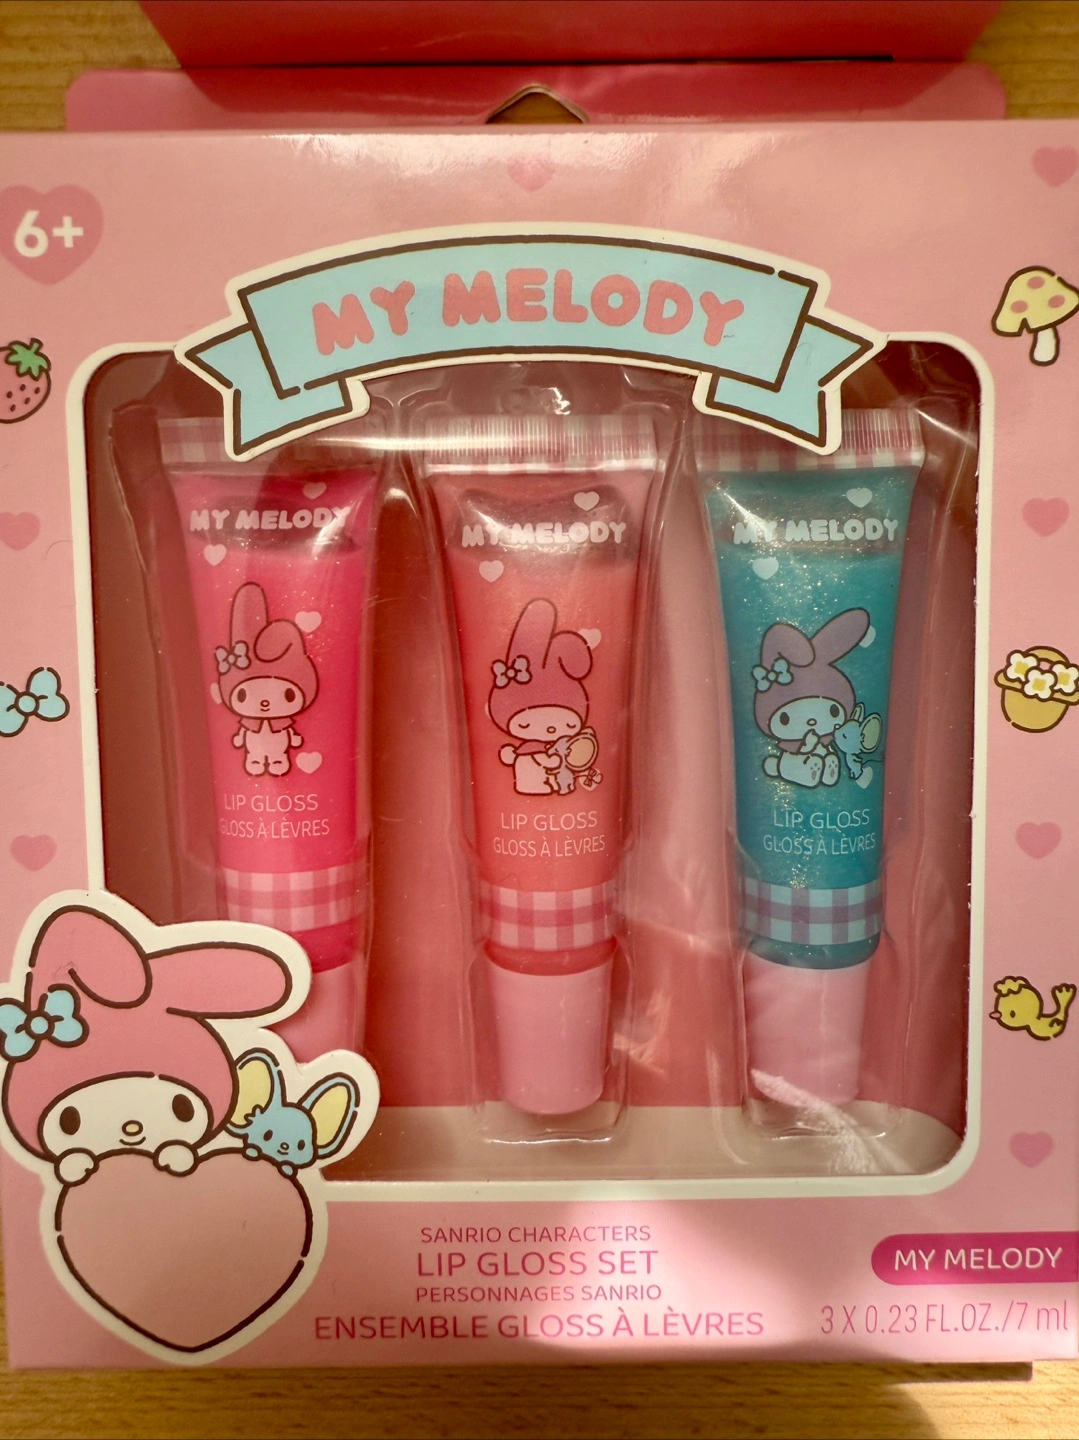 6+
MY MELODY
MY MELODY
LIP GLOSS
GLOSS À LÈVRES
MY MELODY
LIP GLOSS
GLOSS À LÈVRES
MY MELODY
LIP GLOSS
GLOSS À LÈVRES
SANRIO CHARACTERS
LIP GLOSS SET
PERSONNAGES SANRIO
ENSEMBLE GLOSS À LÈVRES
MY MELODY
3 X 0.23 FL.OZ./7 ml